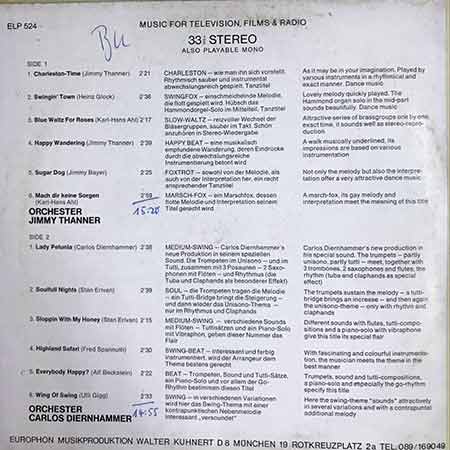 ELP 524
MUSIC FOR TELEVISION, FILMS & RADIO
Bu
33⅓ STEREO
ALSO PLAYABLE MONO
SIDE 1
1. Charleston-Time (Jimmy Thanner) 2'21
CHARLESTON – wie man ihn sich vorstellt.
Rhythmisch sauber und instrumental
abwechslungsreich gespielt. Tanztitel
As it may be in your imagination. Played by
various instruments in a rhythmical and
exact manner. Dance music
2. Swingin' Town (Heinz Glock) 2'36
SWINGFOX – einschmeichelnde Melodie,
die flott gespielt wird. Hübsch das
Hammondorgel-Solo im Mittelteil. Tanztitel
Lovely melody quickly played. The
Hammond organ solo in the mid-part
sounds beautifully. Dance music
3. Blue Waltz For Roses (Karl-Hans Ahl) 2'17
SLOW-WALTZ – reizvoller Wechsel der
Bläsergruppen, sauber im Takt. Schön
anzuhören in Stereo-Wiedergabe
Attractive series of brassgroups one by one,
exact time, it sounds well as stereo-repro-
duction
4. Happy Wandering (Jimmy Thanner) 2'39
HAPPY BEAT – eine musikalisch
empfundene Wanderung, deren Eindrücke
durch die abwechslungsreiche
Instrumentierung betont wird
A walk musically underlined, its
impressions are based on various
instrumentation
5. Sugar Dog (Jimmy Bayer) 2'25
FOXTROT – sowohl von der Melodie, als
auch von der Interpretation her, ein recht
ansprechender Tanztitel
Not only the melody but also the interpre-
tation offer a very attractive dance music
6. Mach dir keine Sorgen 2'59
(Karl-Hans Ahl)
MARSCH-FOX, ein Marschfox, dessen
flotte Melodie und Interpretation seinem
Titel gerecht wird
A march-fox, its gay melody and
interpretation meet the meaning of this title
ORCHESTER
JIMMY THANNER
15:20
SIDE 2
1. Lady Petunia (Carlos Diernhammer) 2'38
MEDIUM-SWING – Carlos Diernhammer's
neue Produktion in seinem speziellen
Sound. Die Trompeten im Unisono – und im
Tutti, zusammen mit 3 Posaunen – 2 Saxo-
phonen mit Flöten – und Rhythmus (die
Tuba und Claphands als besonderer Effekt)
Carlos Diernhammer's new production in
his special sound. The trumpets – partly
unisono, partly tutti – meet, together with
3 trombones, 2 saxophones and flutes, the
rhythm (tuba and claphands as special
effect)
2. Soulfull Nights (Stan Erivan) 2'39
SOUL – die Trompeten tragen die Melodie
– ein Tutti-Bridge bringt die Steigerung –
und dann wieder das Unisono-Thema –
nur im Rhythmus und Claphands
The trumpets sustain the melody – a tutti-
bridge brings an increase – and then again
the unisono-theme – only with rhythm and
claphands
3. Stoppin With My Honey (Stan Erivan) 2'15
MEDIUM-SWING – verschiedene Sounds
mit Flöten – Tuttisätzen und ein Piano-Solo
mit Vibraphon, geben dieser Nummer das
Flair
Different sounds with flutes, tutti-compo-
sitions and a piano-solo with vibraphone
give this title its special flair
4. Highland Safari (Fred Spannuth) 2'30
SWING-BEAT – interessant und farbig
instrumentiert, wird der Arrangeur dem
Thema bestens gerecht
With fascinating and colourful instrumenta-
tion, the musician meets the theme in the
best manner
5. Everybody Happy? (Alf Beckstein) 2'22
BEAT – Trompeten, Sound und Tutti-Sätze,
ein Piano-Solo und vor allem der Go-
Rhythm bestimmen diesen Titel
Trumpets, sound and tutti-compositions,
a piano-solo and especially the go-rhythm
specify this title
6. Wing Of Swing (Ulli Gigg) 2'33
SWING – in verschiedenen Variationen
wird hier das Swing-Thema mit einer
kontrapunktischen Nebenmelodie
interessant „versounded"
Here the swing-theme "sounds" attractively
in several variations and with a contrapuntal
additional melody
ORCHESTER
CARLOS DIERNHAMMER
14:55
EUROPHON MUSIKPRODUKTION WALTER KUHNERT D 8 MÜNCHEN 19 ROTKREUZPLATZ 2a TEL. 089/169049